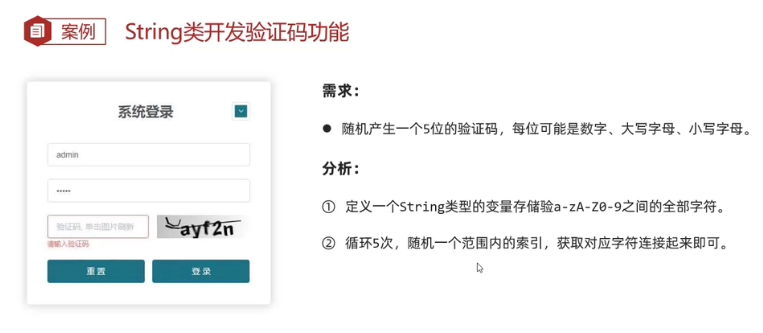 案例
String类开发验证码功能
系统登录
admin
•••••
验证码, 单击图片刷新
ayf2n
请输入验证码
重置
登录
需求：
● 随机产生一个5位的验证码，每位可能是数字、大写字母、小写字母。
分析：
① 定义一个String类型的变量存储验a-zA-Z0-9之间的全部字符。
② 循环5次，随机一个范围内的索引，获取对应字符连接起来即可。